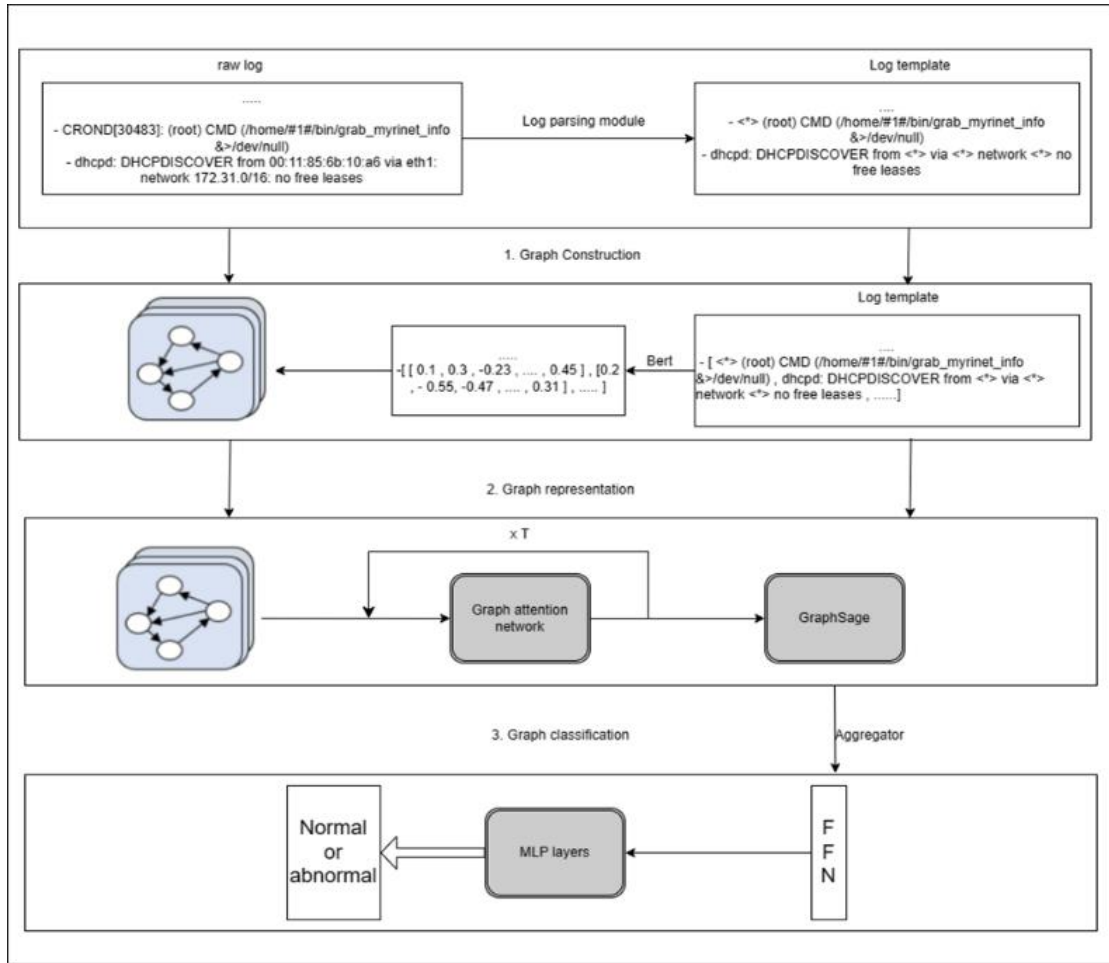 raw log
Log template
.....
- CROND[30483]: (root) CMD (/home/#1#/bin/grab_myrinet_info
&>/dev/null)
- dhcpd: DHCPDISCOVER from 00:11:85:6b:10:a6 via eth1:
network 172.31.0/16: no free leases
Log parsing module
....
- <*> (root) CMD (/home/#1#/bin/grab_myrinet_info
&>/dev/null)
- dhcpd: DHCPDISCOVER from <*> via <*> network <*> no
free leases
1. Graph Construction
Log template
.....
-[ [ 0.1 , 0.3 , -0.23 , .... , 0.45 ] , [0.2
, - 0.55, -0.47 , .... , 0.31 ] , ..... ]
Bert
....
- [ <*> (root) CMD (/home/#1#/bin/grab_myrinet_info
&>/dev/null) , dhcpd: DHCPDISCOVER from <*> via <*>
network <*> no free leases , ......]
2. Graph representation
x T
Graph attention
network
GraphSage
3. Graph classification
Aggregator
Normal
or
abnormal
MLP layers
F
F
N